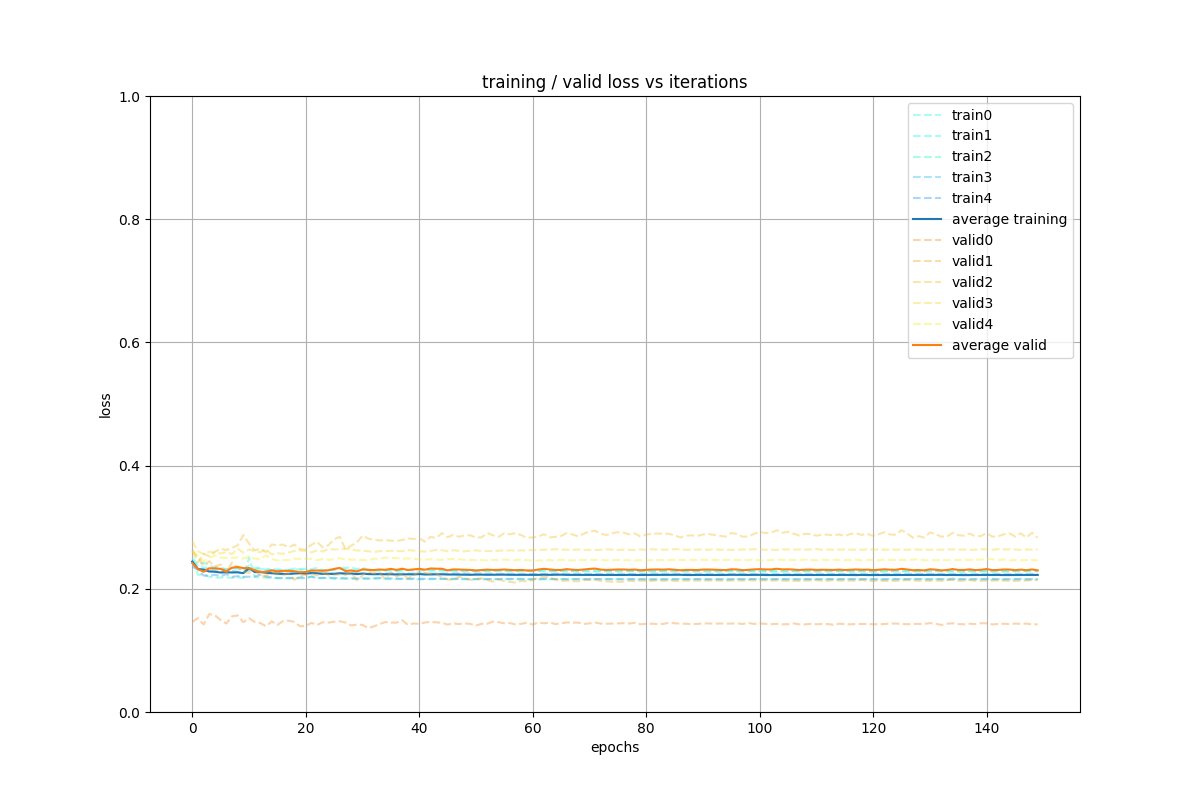 training / valid loss vs iterations
1.0
0.8
0.6
0.4
0.2
0.0
loss
0 20 40 60 80 100 120 140
epochs
train0
train1
train2
train3
train4
average training
valid0
valid1
valid2
valid3
valid4
average valid